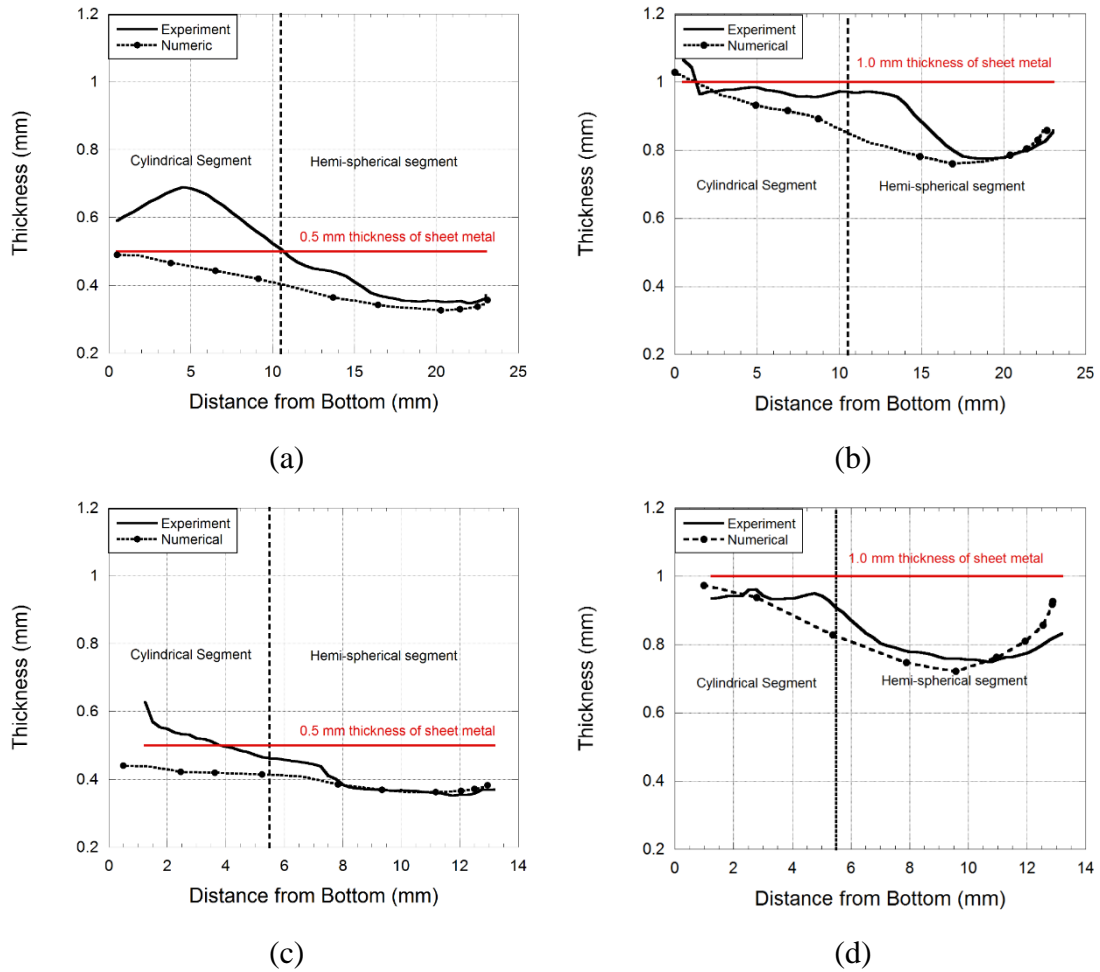 1.2
1
0.8
0.6
0.4
0.2
Thickness (mm)
Experiment
Numeric
Cylindrical Segment
Hemi-spherical segment
0.5 mm thickness of sheet metal
0 5 10 15 20 25
Distance from Bottom (mm)
(a)
1.2
1
0.8
0.6
0.4
0.2
Thickness (mm)
Experiment
Numerical
1.0 mm thickness of sheet metal
Cylindrical Segment
Hemi-spherical segment
0 5 10 15 20 25
Distance from Bottom (mm)
(b)
1.2
1
0.8
0.6
0.4
0.2
Thickness (mm)
Experiment
Numerical
Cylindrical Segment
Hemi-spherical segment
0.5 mm thickness of sheet metal
0 2 4 6 8 10 12 14
Distance from Bottom (mm)
(c)
1.2
1
0.8
0.6
0.4
0.2
Thickness (mm)
Experiment
Numerical
1.0 mm thickness of sheet metal
Cylindrical Segment
Hemi-spherical segment
0 2 4 6 8 10 12 14
Distance from Bottom (mm)
(d)